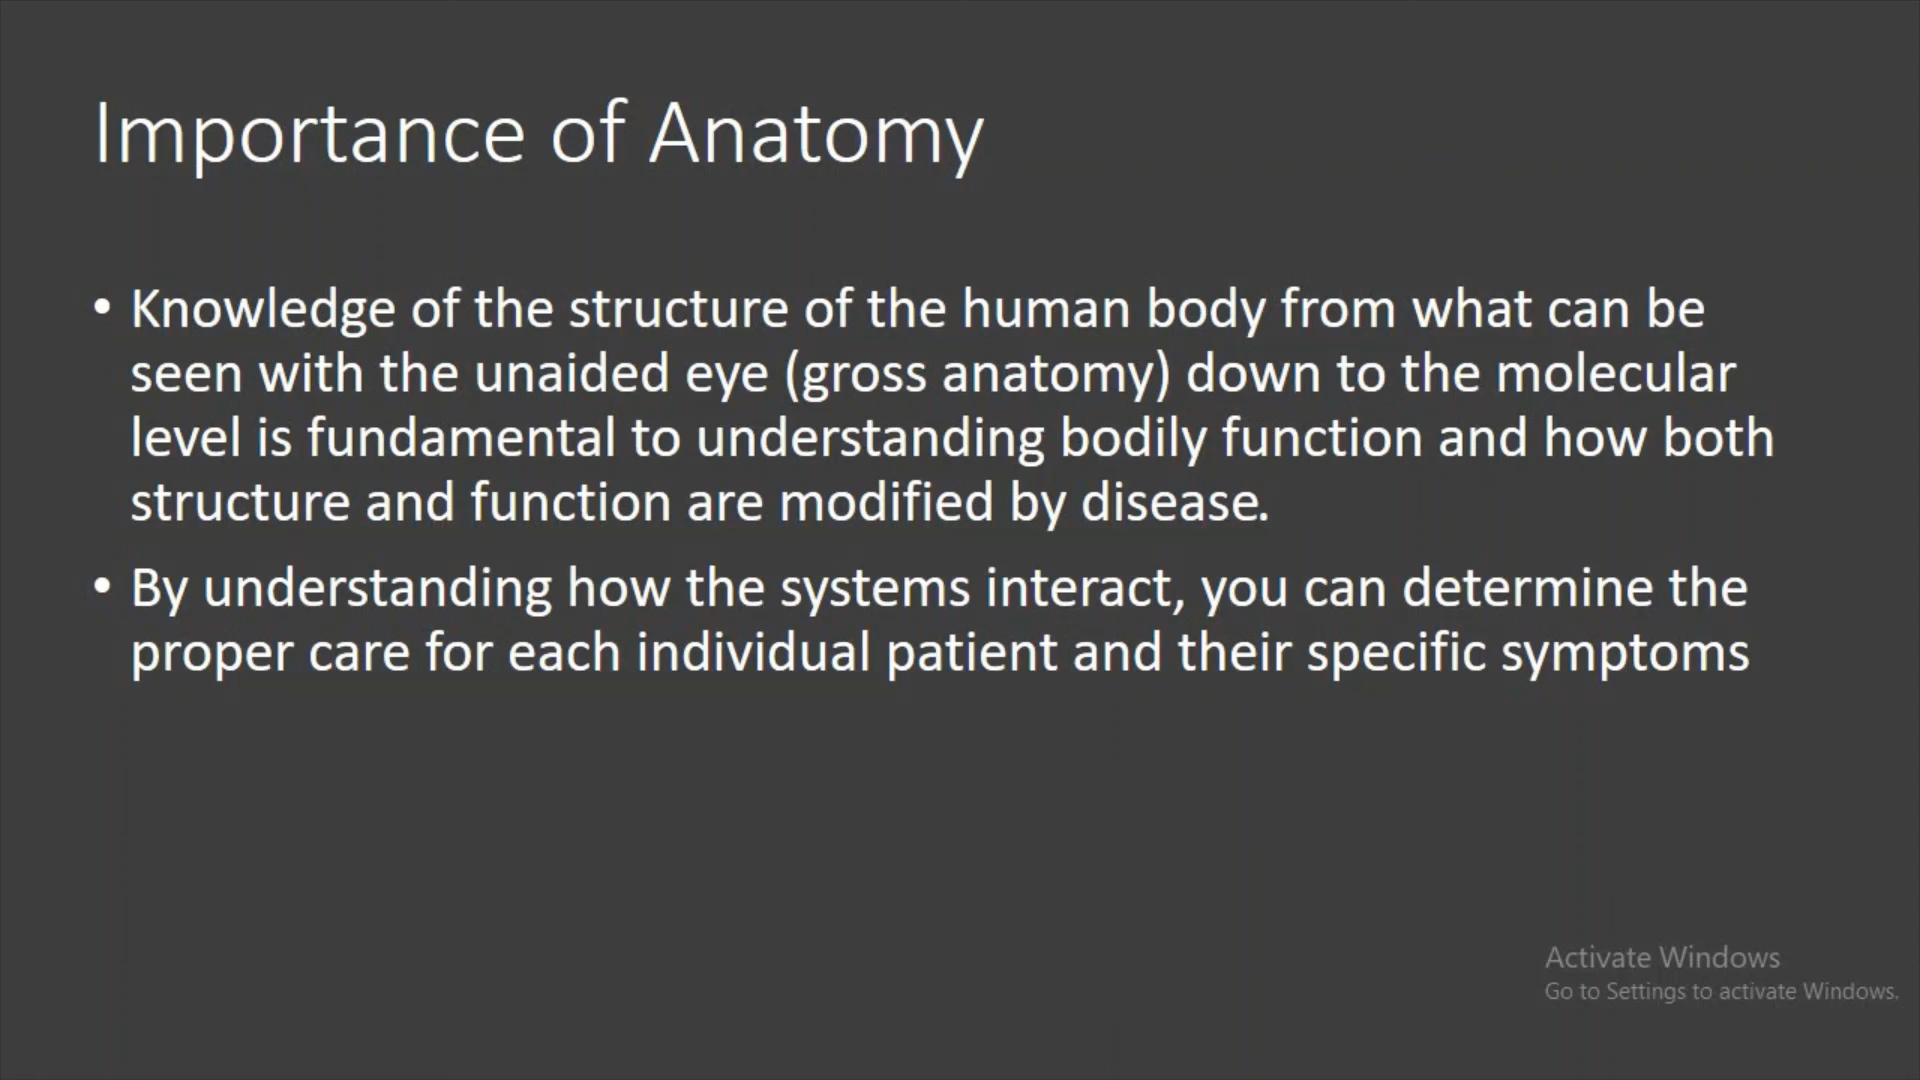 Importance of Anatomy
• Knowledge of the structure of the human body from what can be
seen with the unaided eye (gross anatomy) down to the molecular
level is fundamental to understanding bodily function and how both
structure and function are modified by disease.
• By understanding how the systems interact, you can determine the
proper care for each individual patient and their specific symptoms
Activate Windows
Go to Settings to activate Windows.